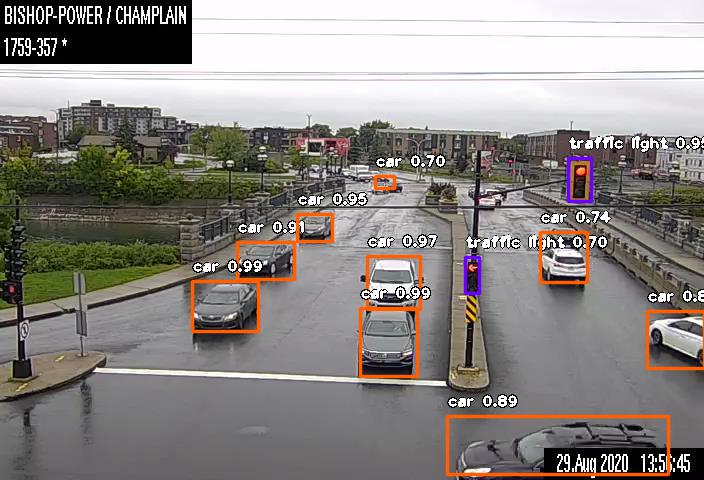 BISHOP-POWER / CHAMPLAIN
1759-357 *
traffic light 0.99
car 0.70
car 0.95
car 0.74
car 0.91
car 0.97
traffic light 0.70
car 0.99
car 0.99
car 0.8
car 0.89
29.Aug 2020 13:56:45